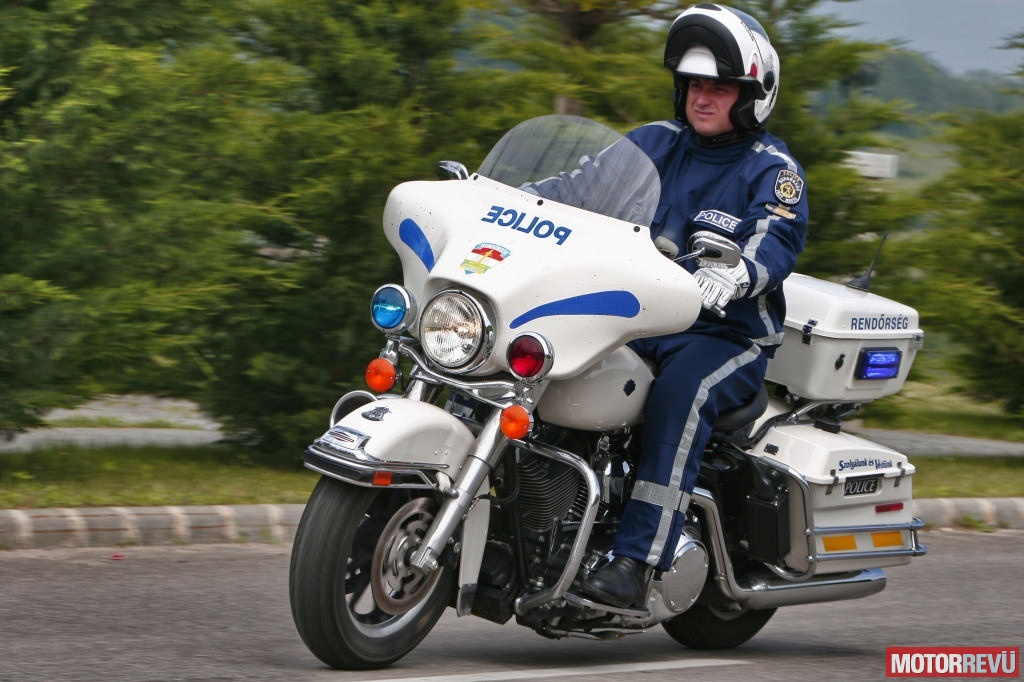 POLICE
POLICE
RENDŐRSÉG
Szolgálunk és Védünk
POLICE
MOTORREVÜ